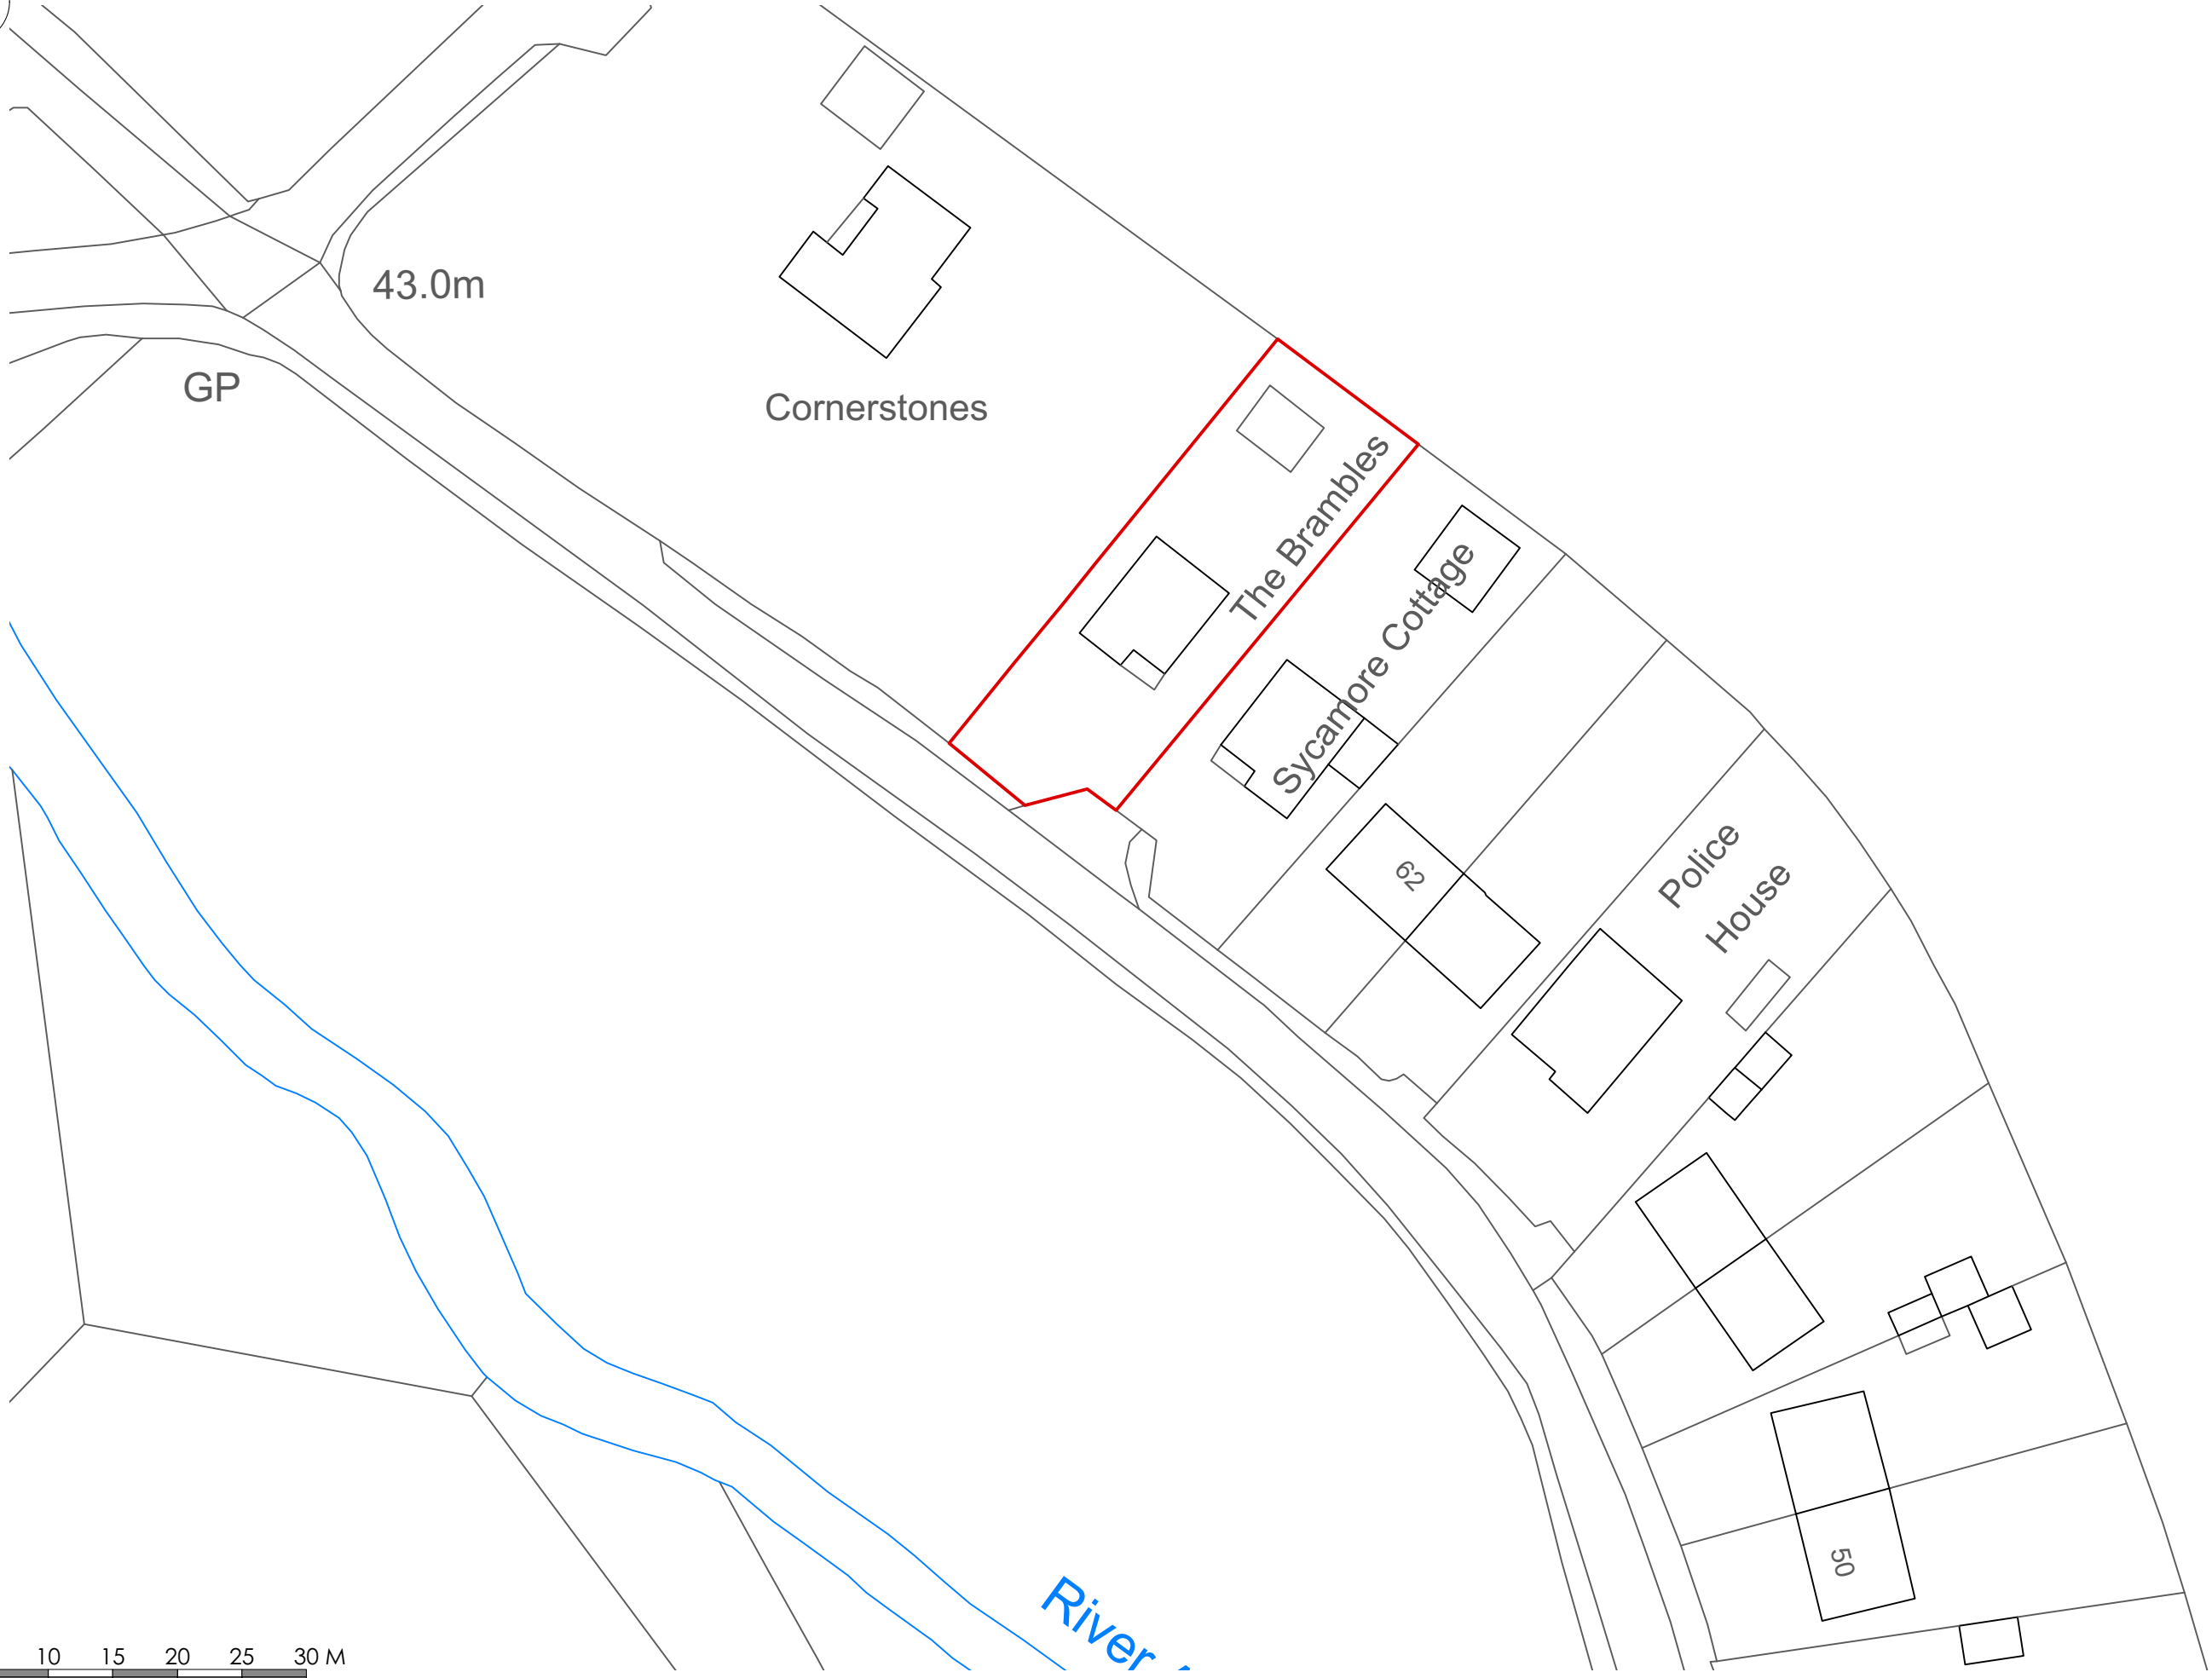 43.0m
GP
Cornerstones
The Brambles
Sycamore Cottage
62
Police
House
50
River
10 15 20 25 30 M